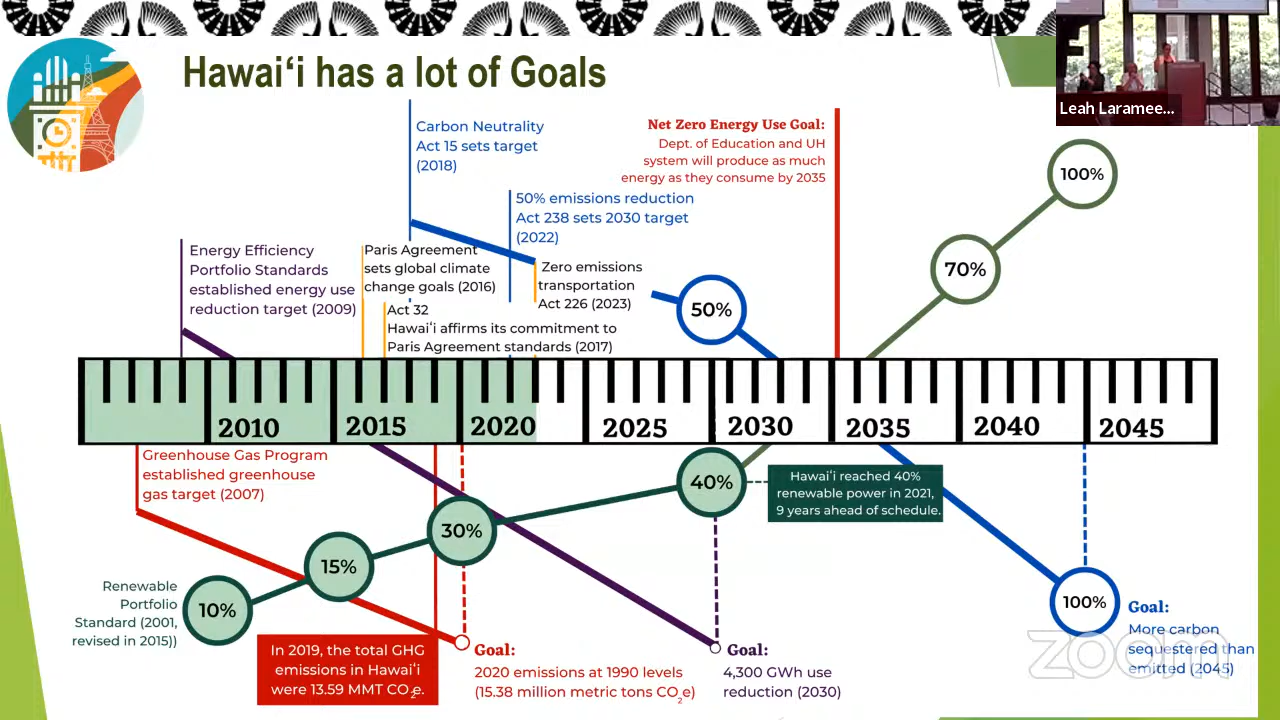 Hawaiʻi has a lot of Goals
Leah Laramee...
Carbon Neutrality
Act 15 sets target
(2018)
Net Zero Energy Use Goal:
Dept. of Education and UH
system will produce as much
energy as they consume by 2035
100%
50% emissions reduction
Act 238 sets 2030 target
(2022)
Energy Efficiency
Portfolio Standards
established energy use
reduction target (2009)
Paris Agreement
sets global climate
change goals (2016)
Zero emissions
transportation
Act 226 (2023)
70%
50%
Act 32
Hawaiʻi affirms its commitment to
Paris Agreement standards (2017)
2010 2015 2020 2025 2030 2035 2040 2045
Greenhouse Gas Program
established greenhouse
gas target (2007)
40%
Hawaiʻi reached 40%
renewable power in 2021,
9 years ahead of schedule.
30%
15%
10%
Renewable
Portfolio
Standard (2001,
revised in 2015))
In 2019, the total GHG
emissions in Hawaiʻi
were 13.59 MMT CO2e.
Goal:
2020 emissions at 1990 levels
(15.38 million metric tons CO2e)
Goal:
4,300 GWh use
reduction (2030)
100%
Goal:
More carbon
sequestered than
emitted (2045)
zoom